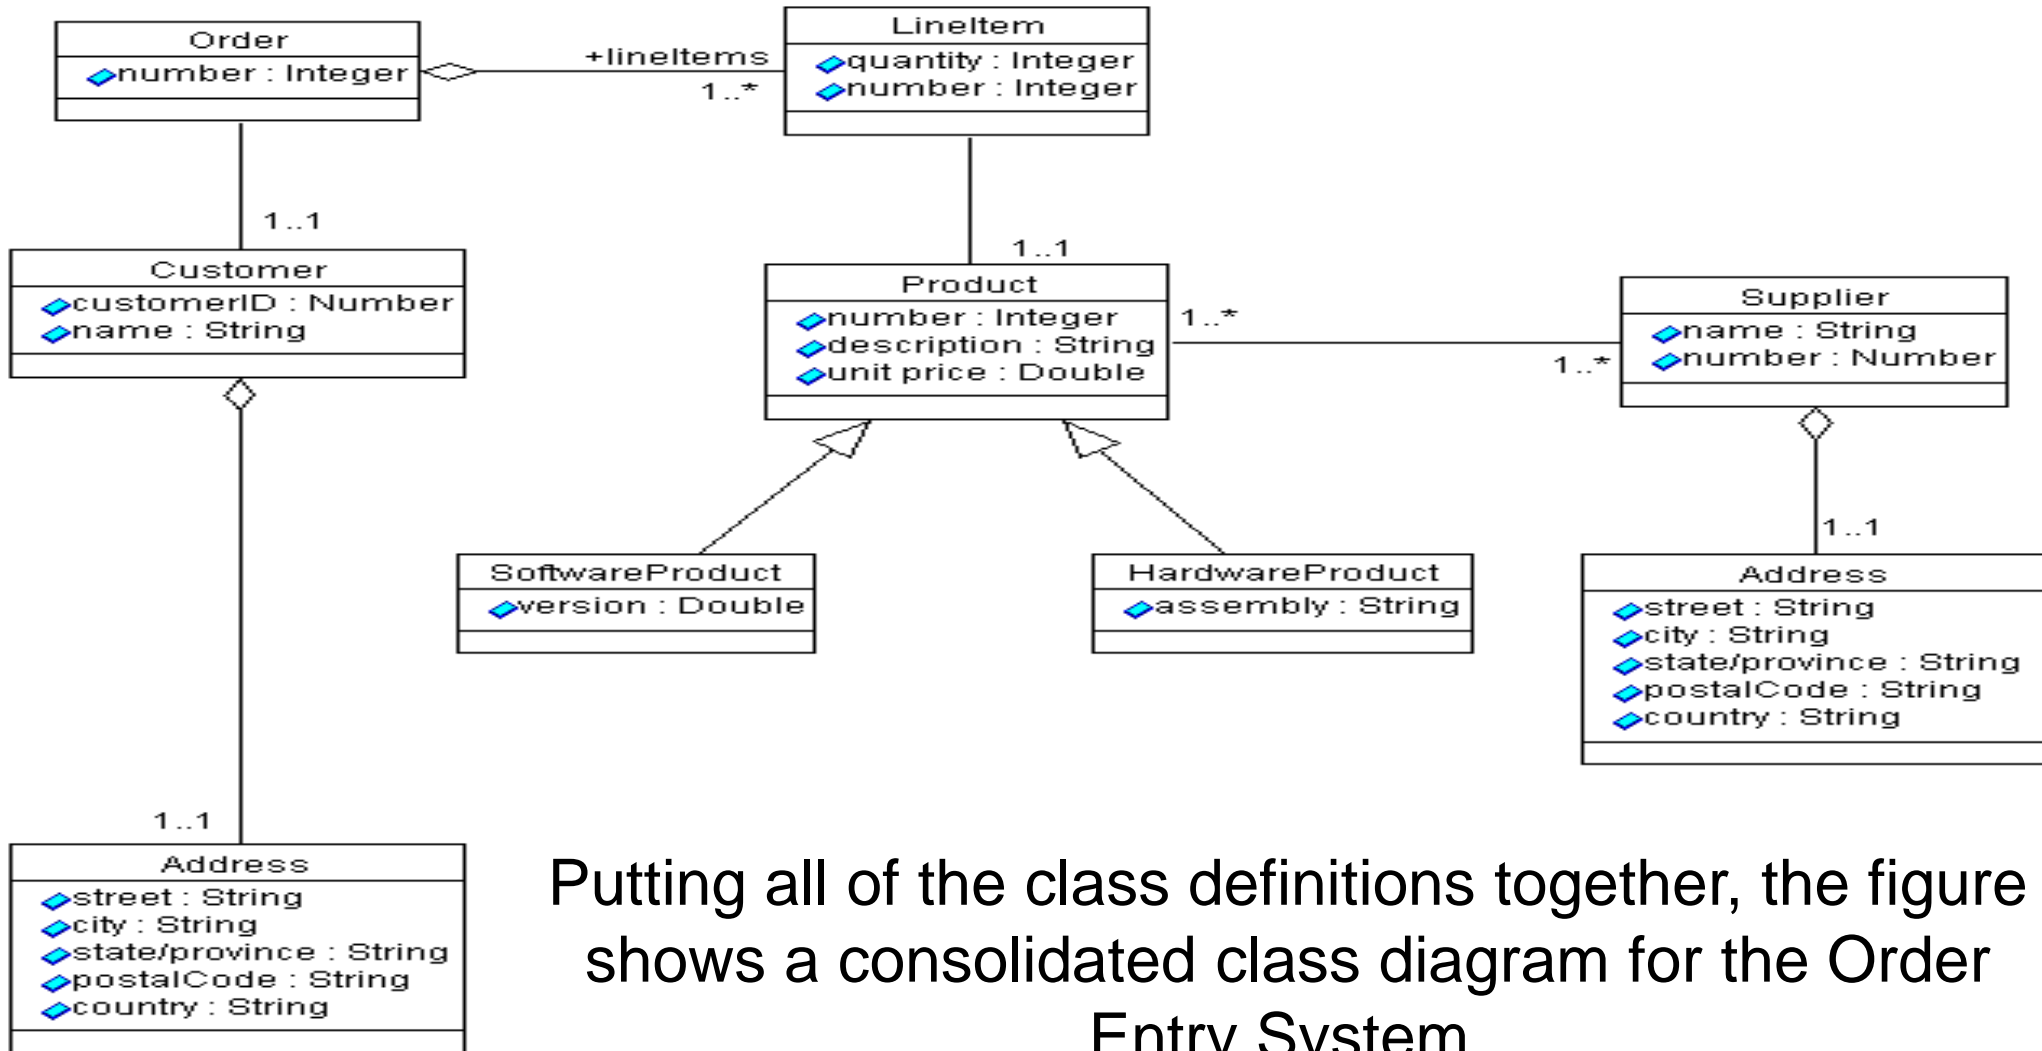 Order
number : Integer
+lineItems
1..*
LineItem
quantity : Integer
number : Integer
1..1
Customer
customerID : Number
name : String
1..1
Product
number : Integer
description : String
unit price : Double
1..*
1..*
Supplier
name : String
number : Number
SoftwareProduct
version : Double
HardwareProduct
assembly : String
1..1
Address
street : String
city : String
state/province : String
postalCode : String
country : String
1..1
Address
street : String
city : String
state/province : String
postalCode : String
country : String
Putting all of the class definitions together, the figure
shows a consolidated class diagram for the Order
Entry System